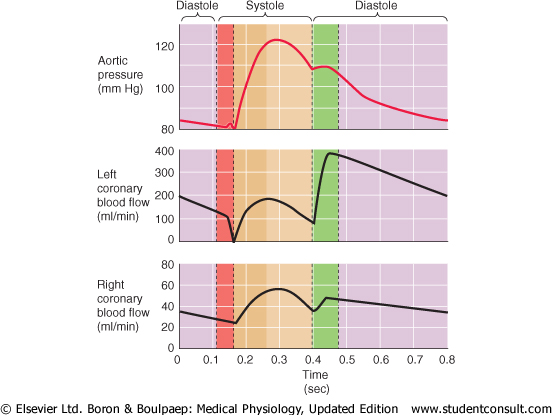 Diastole Systole Diastole
Aortic
pressure
(mm Hg)
120
100
80
Left
coronary
blood flow
(ml/min)
400
300
200
100
0
Right
coronary
blood flow
(ml/min)
80
60
40
20
0
0 0.1 0.2 0.3 0.4 0.5 0.6 0.7 0.8
Time
(sec)
© Elsevier Ltd. Boron & Boulpaep: Medical Physiology, Updated Edition www.studentconsult.com